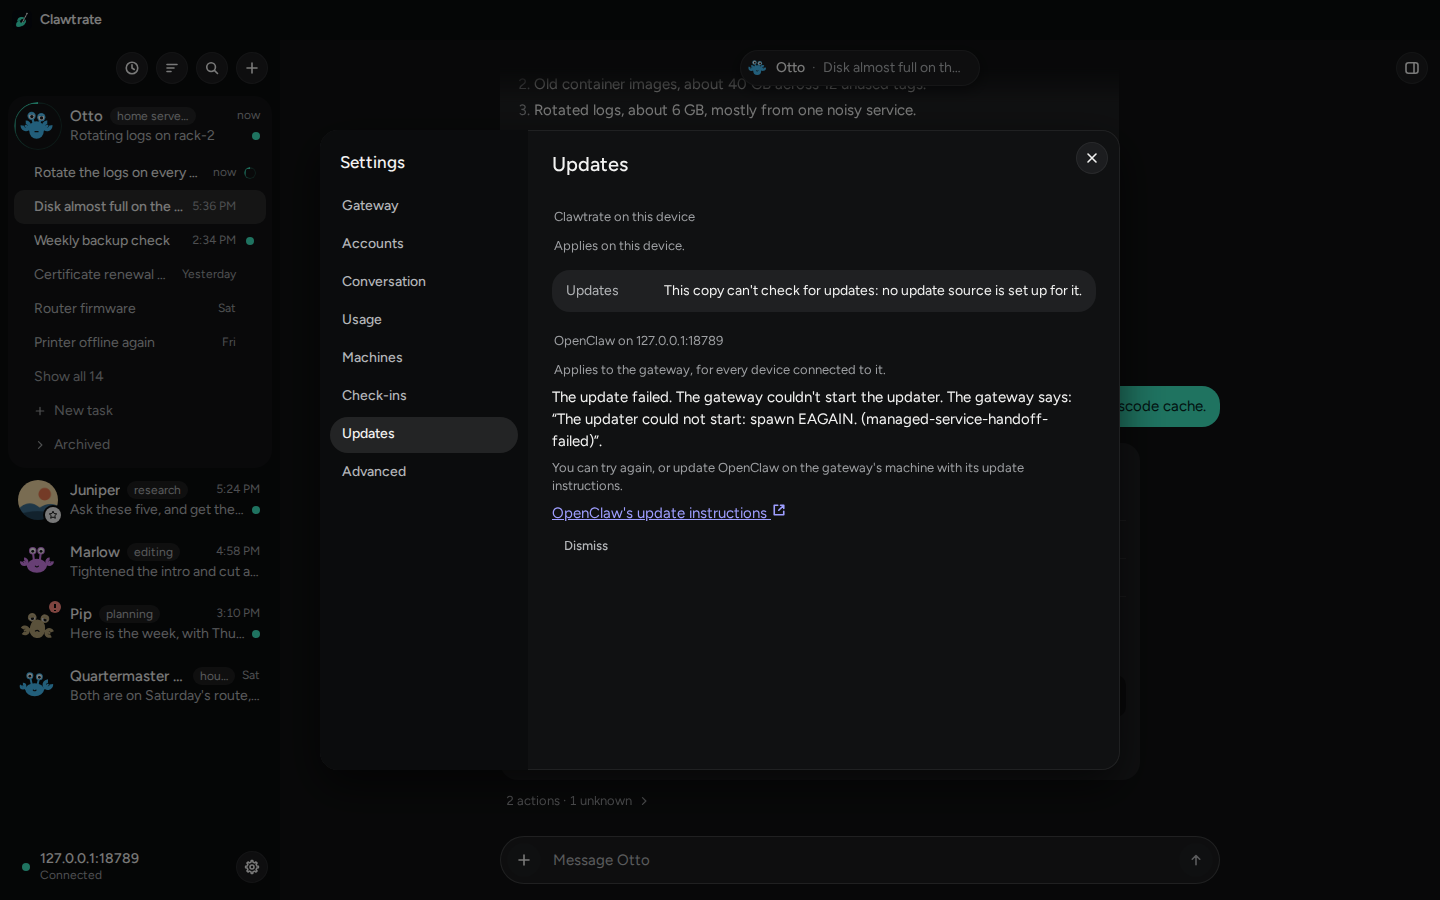 Clawtrate
Otto · Disk almost full on th...
2. Old container images, about 40 GB across 12 unused tags.
3. Rotated logs, about 6 GB, mostly from one noisy service.
Otto home serve... now
Rotating logs on rack-2
Rotate the logs on every ... now
Disk almost full on the ... 5:36 PM
Weekly backup check 2:34 PM
Certificate renewal ... Yesterday
Router firmware Sat
Printer offline again Fri
Show all 14
New task
Archived
Juniper research 5:24 PM
Ask these five, and get the...
Marlow editing 4:58 PM
Tightened the intro and cut a...
Pip planning 3:10 PM
Here is the week, with Thu...
Quartermaster ... hou... Sat
Both are on Saturday's route,...
127.0.0.1:18789
Connected
Settings
Gateway
Accounts
Conversation
Usage
Machines
Check-ins
Updates
Advanced
Updates
Clawtrate on this device
Applies on this device.
Updates This copy can't check for updates: no update source is set up for it.
OpenClaw on 127.0.0.1:18789
Applies to the gateway, for every device connected to it.
The update failed. The gateway couldn't start the updater. The gateway says:
“The updater could not start: spawn EAGAIN. (managed-service-handoff-
failed)”.
You can try again, or update OpenClaw on the gateway's machine with its update
instructions.
OpenClaw's update instructions
Dismiss
scode cache.
2 actions · 1 unknown
Message Otto